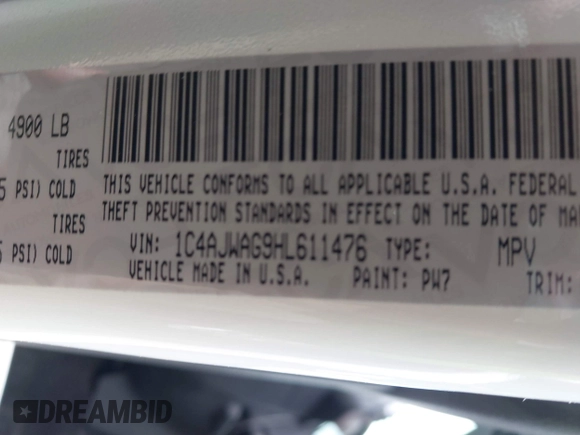 4900 LB
TIRES
5 PSI) COLD
TIRES
5 PSI) COLD
THIS VEHICLE CONFORMS TO ALL APPLICABLE U.S.A. FEDERAL
THEFT PREVENTION STANDARDS IN EFFECT ON THE DATE OF MA
VIN: 1C4AJWAG9HL611476 TYPE: MPV
VEHICLE MADE IN U.S.A. PAINT: PW7 TRIM:
DREAMBID